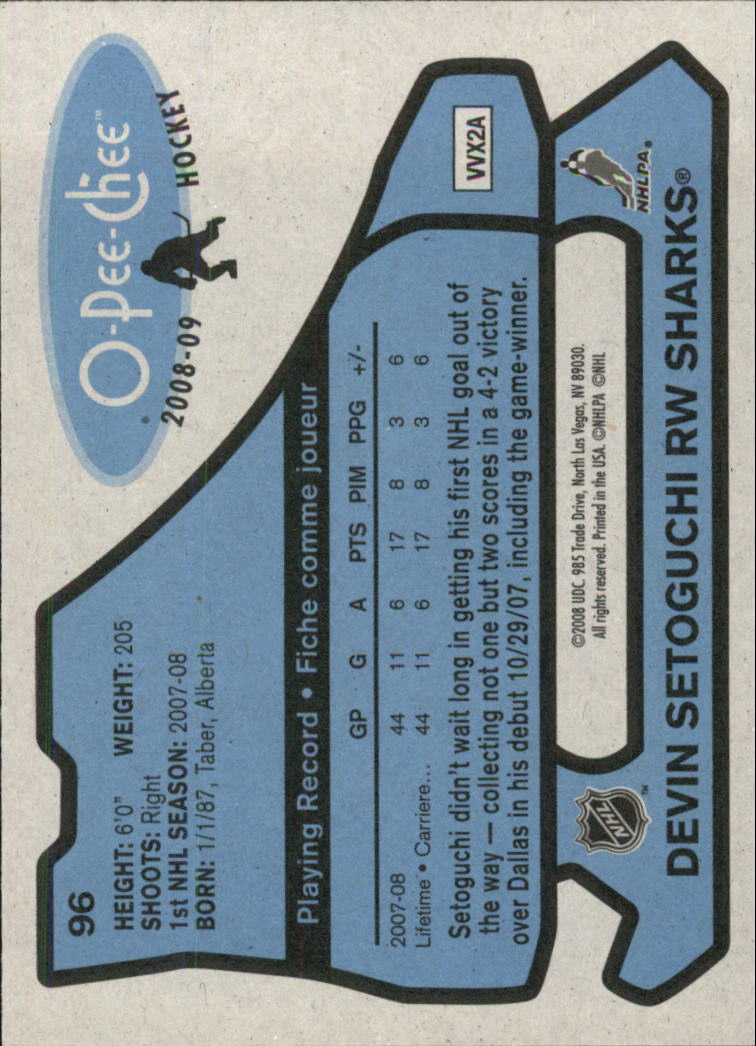 96
HEIGHT: 6'0" WEIGHT: 205
SHOOTS: Right
1st NHL SEASON: 2007-08
BORN: 1/1/87, Taber, Alberta
O-Pee-Chee™
2008-09 HOCKEY
Playing Record • Fiche comme joueur
GP G A PTS PIM PPG +/-
2007-08 44 11 6 17 8 3 6
Lifetime • Carriere... 44 11 6 17 8 3 6
Setoguchi didn't wait long in getting his first NHL goal out of
the way — collecting not one but two scores in a 4-2 victory
over Dallas in his debut 10/29/07, including the game-winner.
VVX2A
NHL™
©2008 UDC. 985 Trade Drive, North Las Vegas, NV 89030.
All rights reserved. Printed in the USA. ©NHLPA ©NHL
NHLPA®
DEVIN SETOGUCHI RW SHARKS®